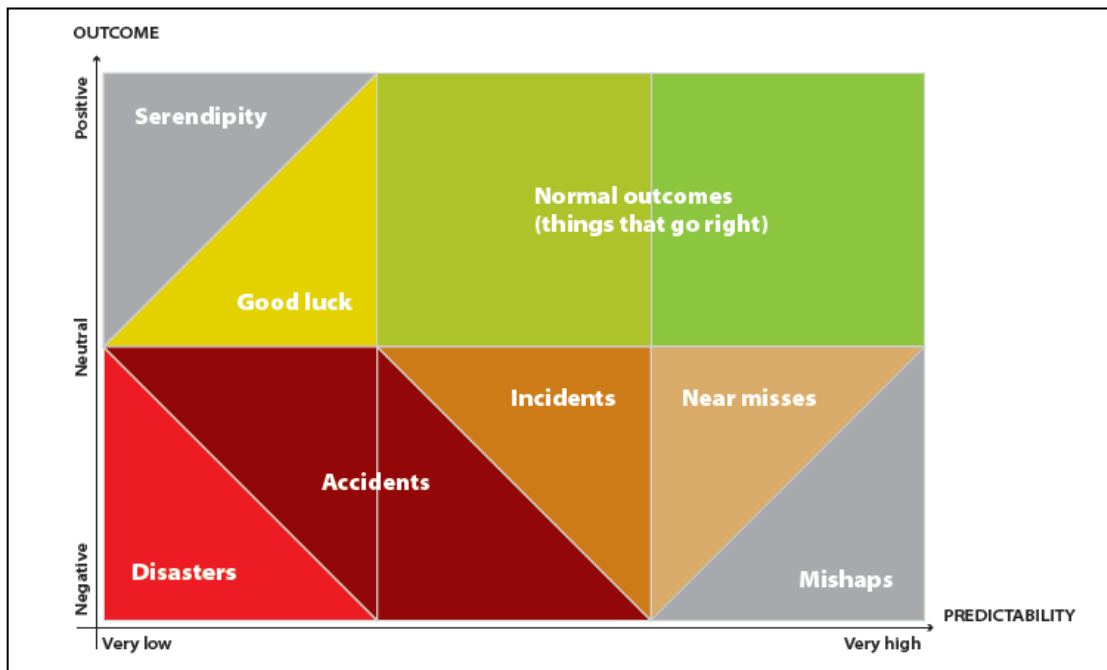 OUTCOME
Positive
Serendipity
Normal outcomes
(things that go right)
Good luck
Neutral
Incidents
Near misses
Accidents
Negative
Disasters
Mishaps
PREDICTABILITY
Very low
Very high